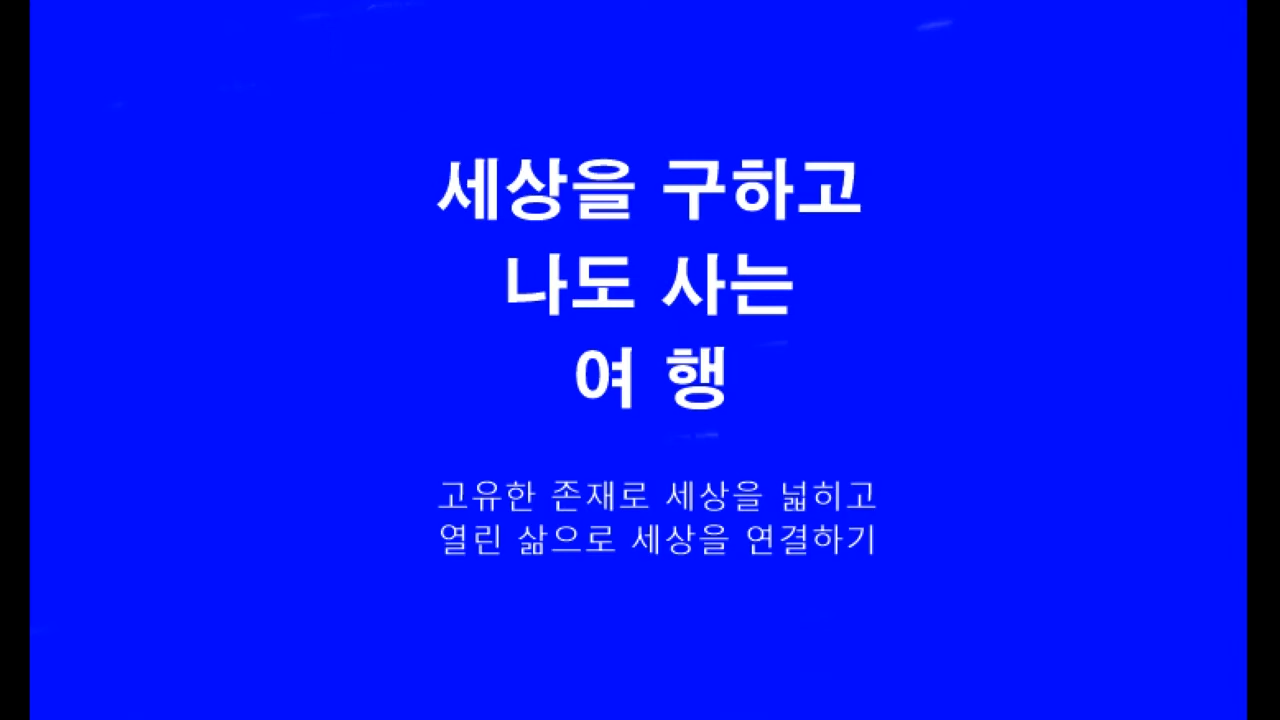 세상을 구하고
나도 사는
여 행
고유한 존재로 세상을 넓히고
열린 삶으로 세상을 연결하기